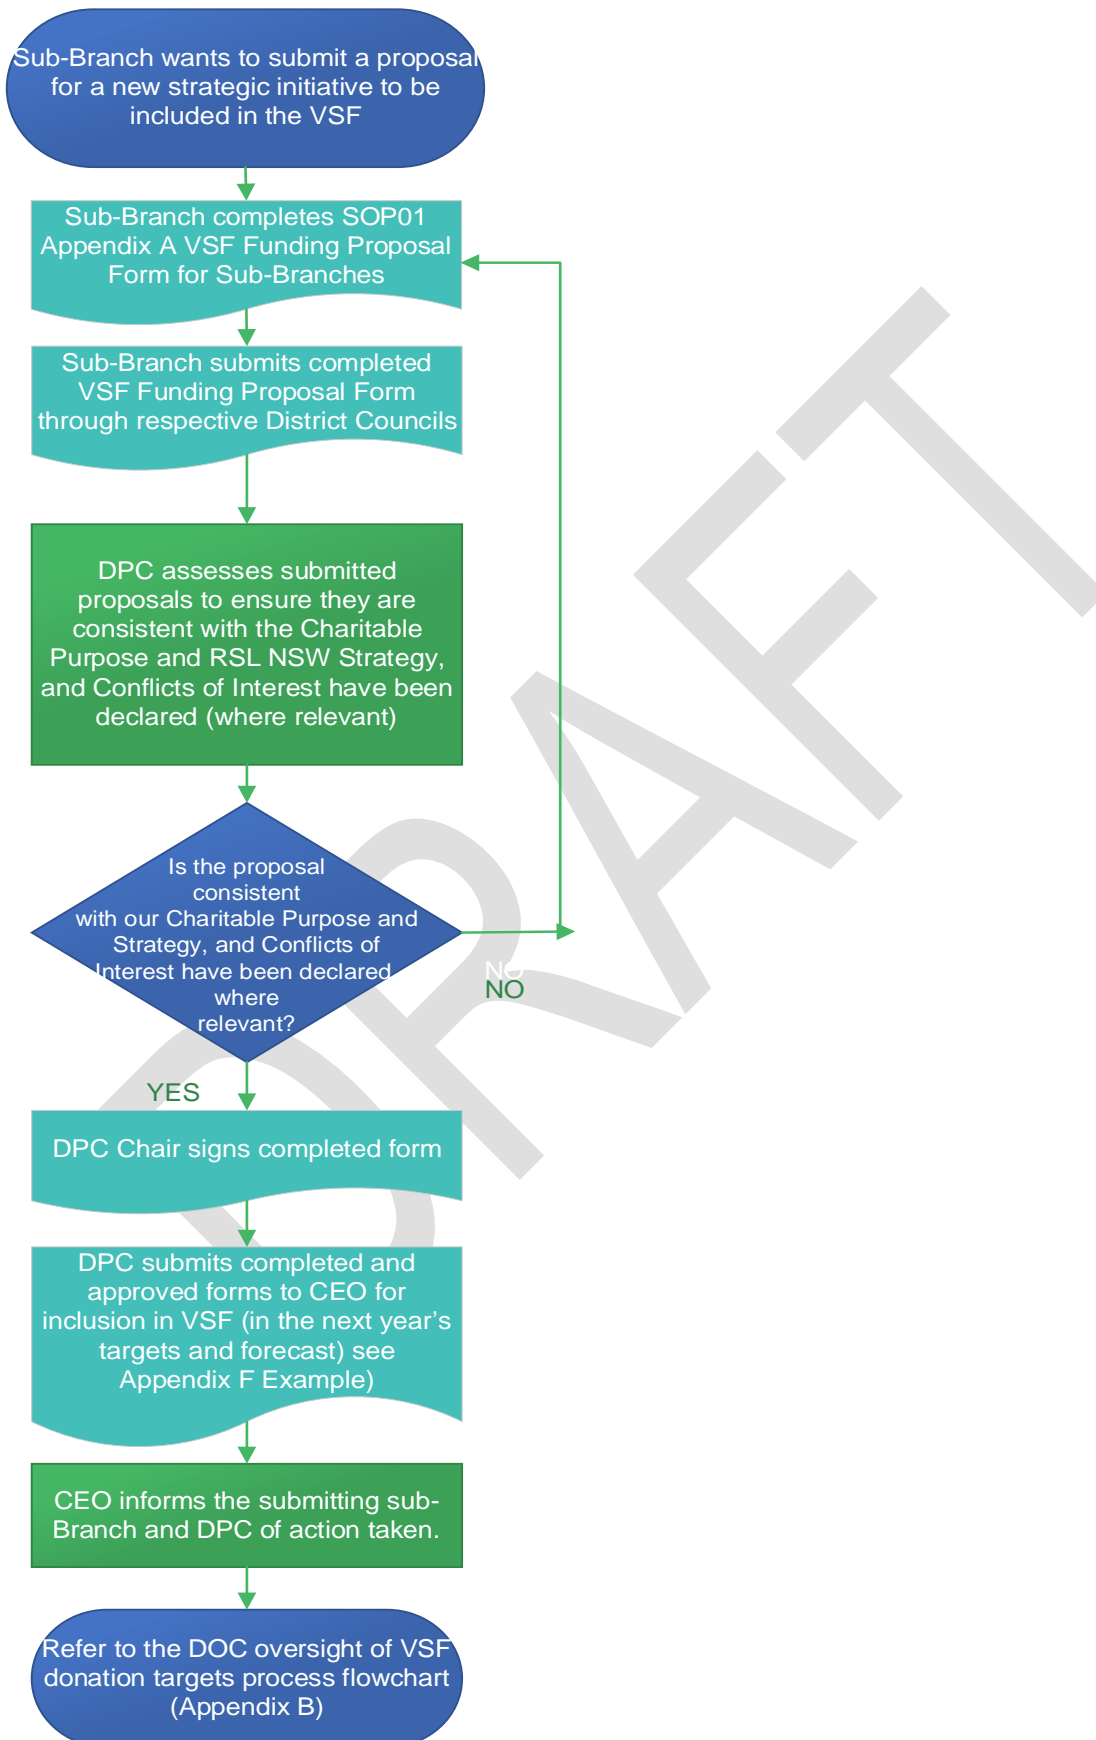 Sub-Branch wants to submit a proposal
for a new strategic initiative to be
included in the VSF
Sub-Branch completes SOP01
Appendix A VSF Funding Proposal
Form for Sub-Branches
Sub-Branch submits completed
VSF Funding Proposal Form
through respective District Councils
DPC assesses submitted
proposals to ensure they are
consistent with the Charitable
Purpose and RSL NSW Strategy,
and Conflicts of Interest have been
declared (where relevant)
Is the proposal
consistent
with our Charitable Purpose and
Strategy, and Conflicts of
Interest have been declared
where
relevant?
NO
NO
YES
DPC Chair signs completed form
DPC submits completed and
approved forms to CEO for
inclusion in VSF (in the next year’s
targets and forecast) see
Appendix F Example)
CEO informs the submitting sub-
Branch and DPC of action taken.
Refer to the DOC oversight of VSF
donation targets process flowchart
(Appendix B)
DRAFT